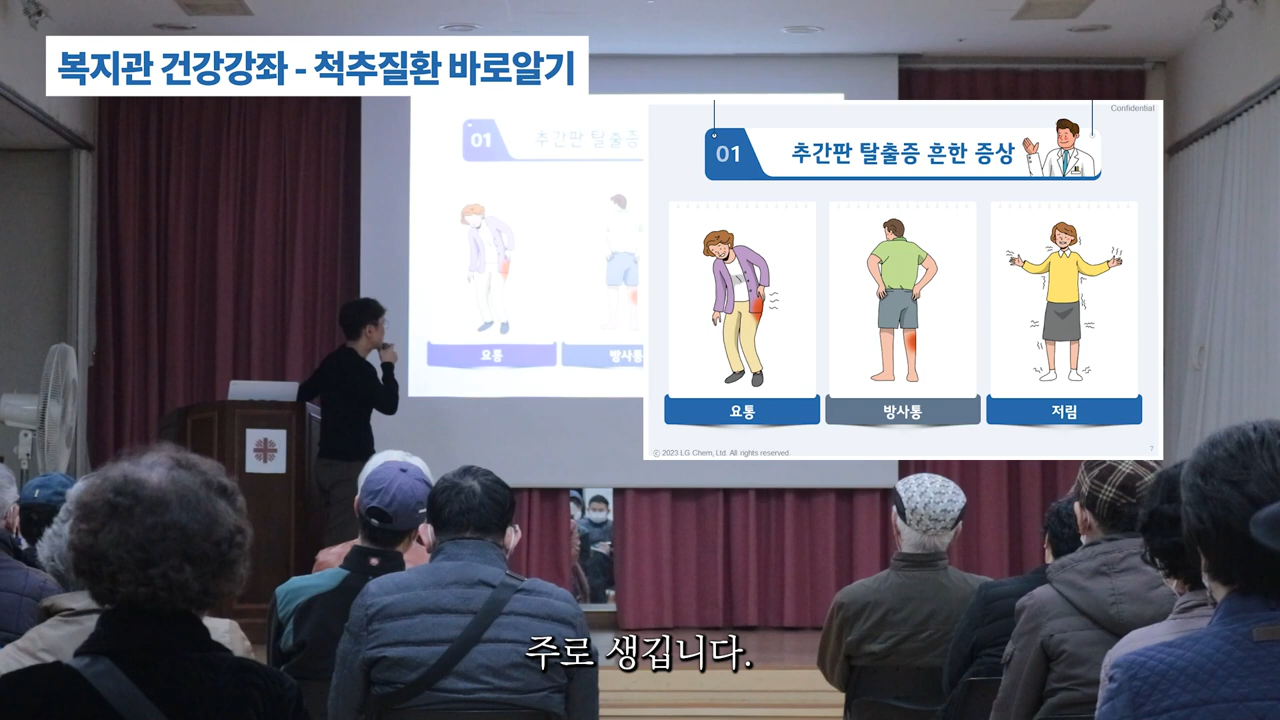 복지관 건강강좌 - 척추질환 바로알기
Confidential
01
추간판 탈출증 흔한 증상
01
추간판 탈출증
요통
방사통
저림
요통
방사통
ⓒ 2023 LG Chem, Ltd. All rights reserved.
7
주로 생깁니다.